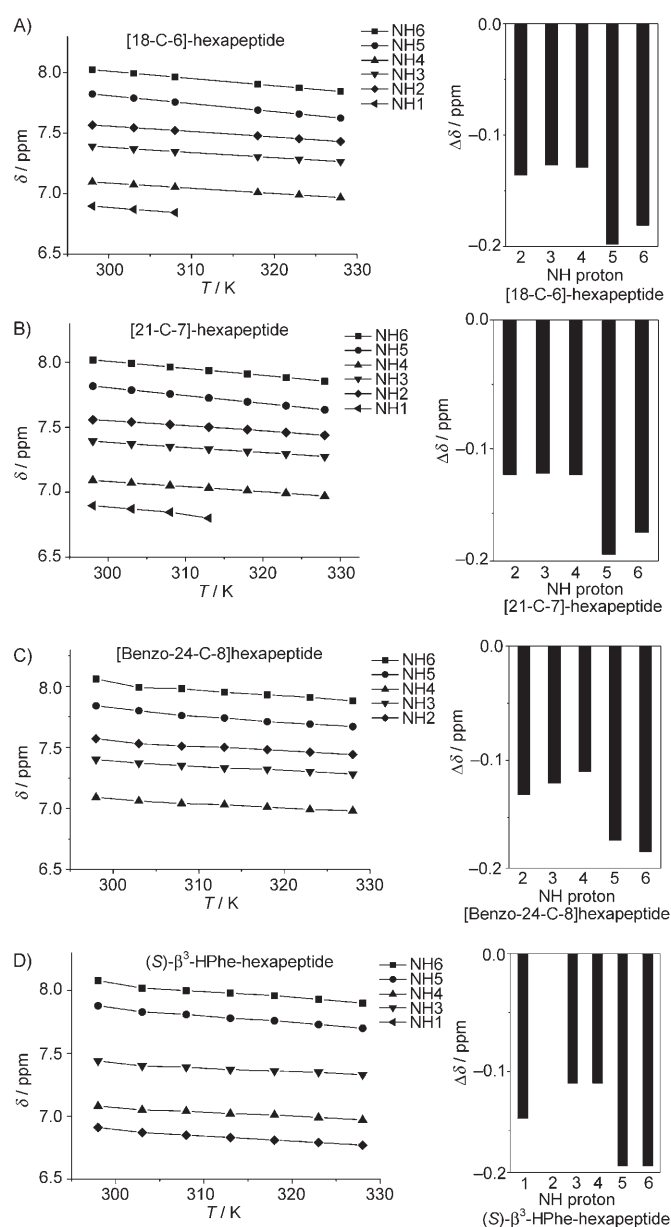 A)
[18-C-6]-hexapeptide
NH6
NH5
NH4
NH3
NH2
NH1
8.0
7.5
7.0
6.5
δ / ppm
300 310 320 330
T / K
0.0
−0.1
−0.2
Δδ / ppm
2 3 4 5 6
NH proton
[18-C-6]-hexapeptide
B)
[21-C-7]-hexapeptide
NH6
NH5
NH4
NH3
NH2
NH1
8.0
7.5
7.0
6.5
δ / ppm
300 310 320 330
T / K
0.0
−0.1
−0.2
Δδ / ppm
2 3 4 5 6
NH proton
[21-C-7]-hexapeptide
C)
[Benzo-24-C-8]hexapeptide
NH6
NH5
NH4
NH3
NH2
8.0
7.5
7.0
6.5
δ / ppm
300 310 320 330
T / K
0.0
−0.1
−0.2
Δδ / ppm
2 3 4 5 6
NH proton
[Benzo-24-C-8]hexapeptide
D)
(S)-β³-HPhe-hexapeptide
NH6
NH5
NH4
NH3
NH1
8.0
7.5
7.0
6.5
δ / ppm
300 310 320 330
T / K
0.0
−0.1
−0.2
Δδ / ppm
1 2 3 4 5 6
NH proton
(S)-β³-HPhe-hexapeptide